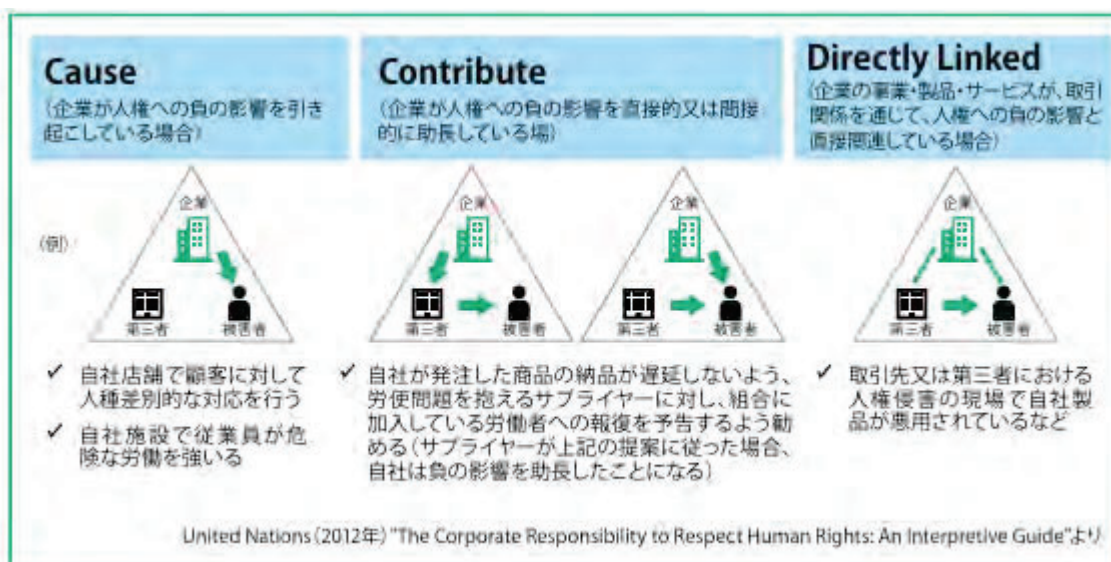 Cause
(企業が人権への負の影響を引き
起こしている場合)
Contribute
(企業が人権への負の影響を直接的又は間接
的に助長している場)
Directly Linked
(企業の事業・製品・サービスが、取引
関係を通じて、人権への負の影響と
直接関連している場合)
(例)
企業
第三者
被害者
企業
第三者
被害者
企業
第三者
被害者
企業
第三者
被害者
✓ 自社店舗で顧客に対して
人種差別的な対応を行う
✓ 自社施設で従業員が危
険な労働を強いる
✓ 自社が発注した商品の納品が遅延しないよう、
労使問題を抱えるサプライヤーに対し、組合に
加入している労働者への報復を予告するよう勧
める(サプライヤーが上記の提案に従った場合、
自社は負の影響を助長したことになる)
✓ 取引先又は第三者における
人権侵害の現場で自社製
品が悪用されているなど
United Nations(2012年)"The Corporate Responsibility to Respect Human Rights: An Interpretive Guide"より